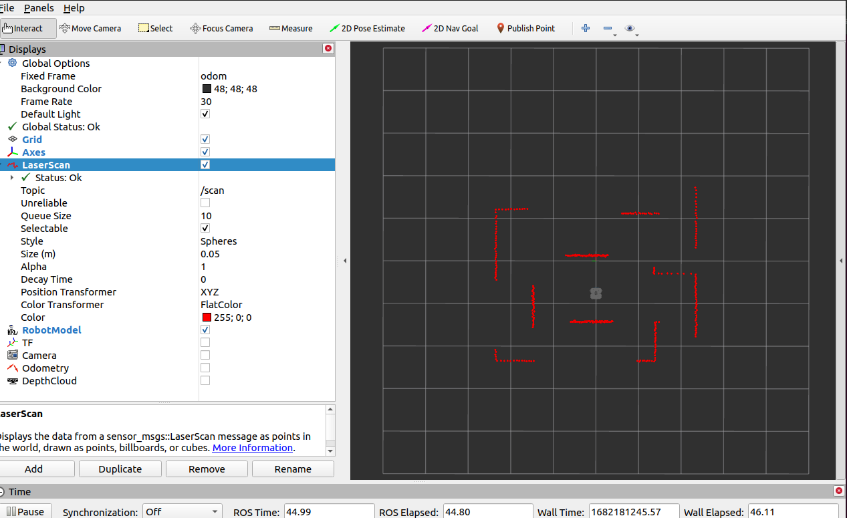 File Panels Help
Interact Move Camera Select Focus Camera Measure 2D Pose Estimate 2D Nav Goal Publish Point
Displays
Global Options
Fixed Frame odom
Background Color 48; 48; 48
Frame Rate 30
Default Light
Global Status: Ok
Grid
Axes
LaserScan
Status: Ok
Topic /scan
Unreliable
Queue Size 10
Selectable
Style Spheres
Size (m) 0.05
Alpha 1
Decay Time 0
Position Transformer XYZ
Color Transformer FlatColor
Color 255; 0; 0
RobotModel
TF
Camera
Odometry
DepthCloud
LaserScan
Displays the data from a sensor_msgs::LaserScan message as points in
the world, drawn as points, billboards, or cubes. More Information.
Add Duplicate Remove Rename
Time
Pause Synchronization: Off ROS Time: 44.99 ROS Elapsed: 44.80 Wall Time: 1682181245.57 Wall Elapsed: 46.11